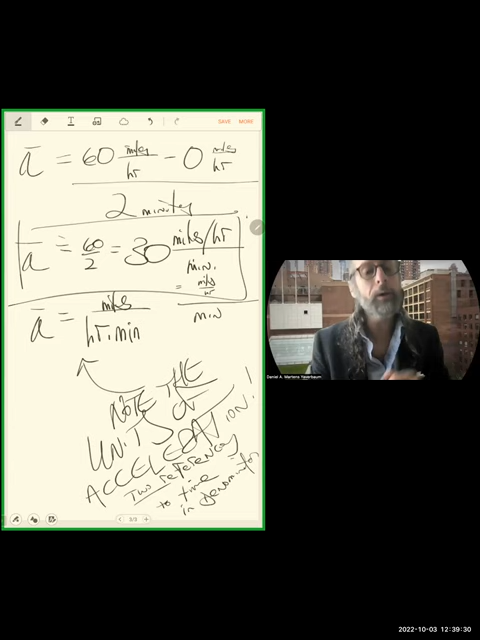 SAVE MORE
ā = 60 miles/hr - 0 miles/hr
2 minutes
ā = 60/2 = 30 miles/hr
min.
= miles/hr
min
ā = miles
hr. min
NOTE THE
UNITS OF
ACCELERATION!
TWO references
to time
in Denominator
3/3
Daniel A. Martens Yaverbaum
2022-10-03 12:39:30